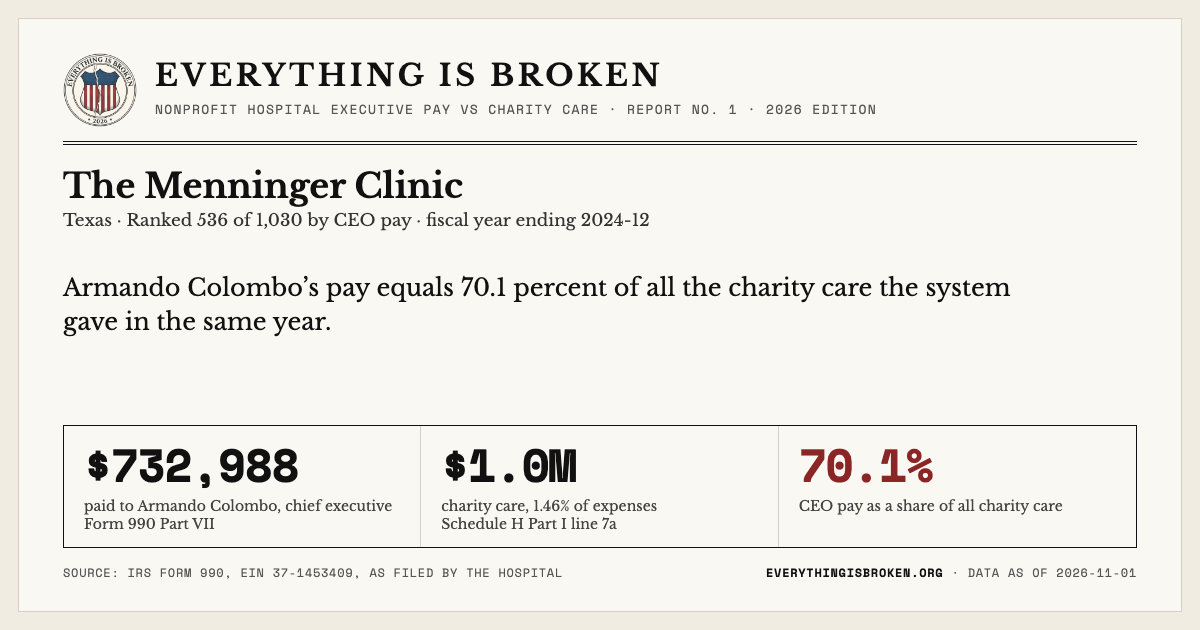 EVERYTHING IS BROKEN
· 2026 ·
EVERYTHING IS BROKEN
NONPROFIT HOSPITAL EXECUTIVE PAY VS CHARITY CARE · REPORT NO. 1 · 2026 EDITION
The Menninger Clinic
Texas · Ranked 536 of 1,030 by CEO pay · fiscal year ending 2024-12
Armando Colombo’s pay equals 70.1 percent of all the charity care the system
gave in the same year.
$732,988
paid to Armando Colombo, chief executive
Form 990 Part VII
$1.0M
charity care, 1.46% of expenses
Schedule H Part I line 7a
70.1%
CEO pay as a share of all charity care
SOURCE: IRS FORM 990, EIN 37-1453409, AS FILED BY THE HOSPITAL
EVERYTHINGISBROKEN.ORG · DATA AS OF 2026-11-01